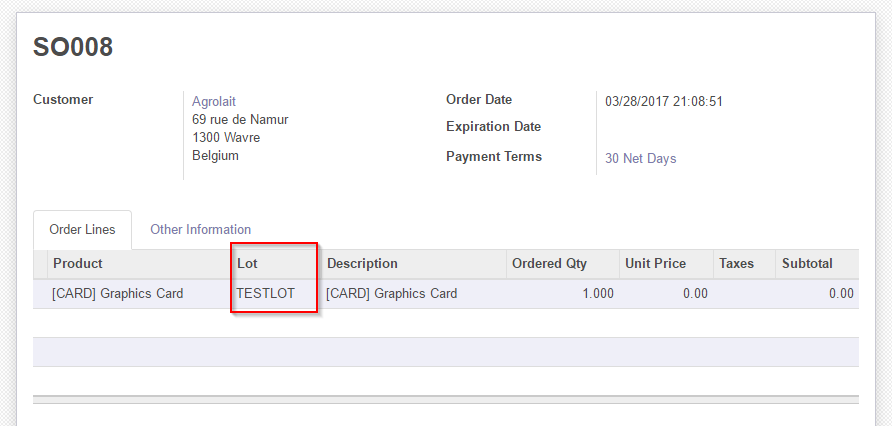 SO008
Customer
Agrolait
69 rue de Namur
1300 Wavre
Belgium
Order Date 03/28/2017 21:08:51
Expiration Date
Payment Terms 30 Net Days
Order Lines Other Information
Product Lot Description Ordered Qty Unit Price Taxes Subtotal
[CARD] Graphics Card TESTLOT [CARD] Graphics Card 1.000 0.00 0.00